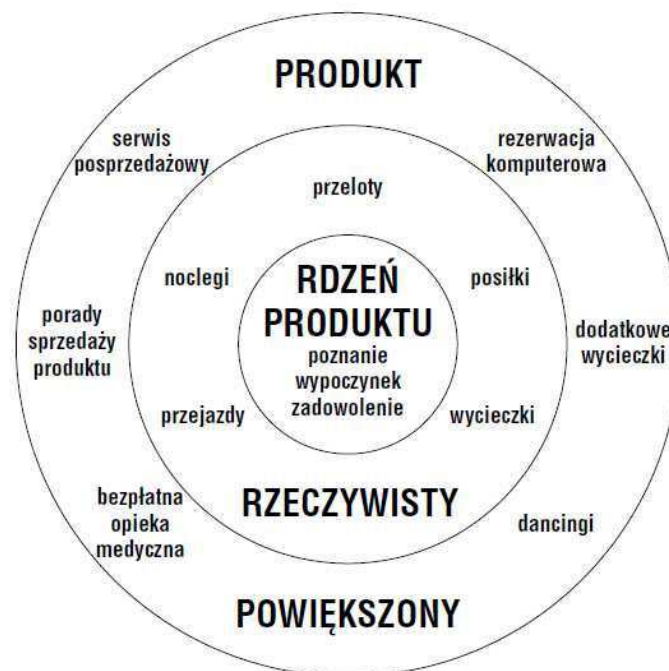 PRODUKT
serwis
posprzedażowy
rezerwacja
komputerowa
przeloty
noclegi
posiłki
RDZEŃ
PRODUKTU
poznanie
wypoczynek
zadowolenie
porady
sprzedaży
produktu
dodatkowe
wycieczki
przejazdy
wycieczki
RZECZYWISTY
bezpłatna
opieka
medyczna
dancingi
POWIĘKSZONY